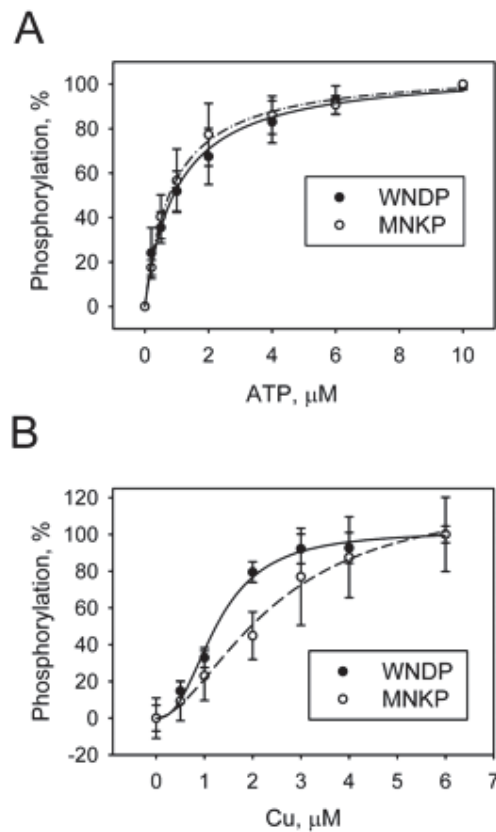 A
Phosphorylation, %
100
80
60
40
20
0
WNDP
MNKP
0 2 4 6 8 10
ATP, μM
B
Phosphorylation, %
120
100
80
60
40
20
0
-20
WNDP
MNKP
0 1 2 3 4 5 6 7
Cu, μM